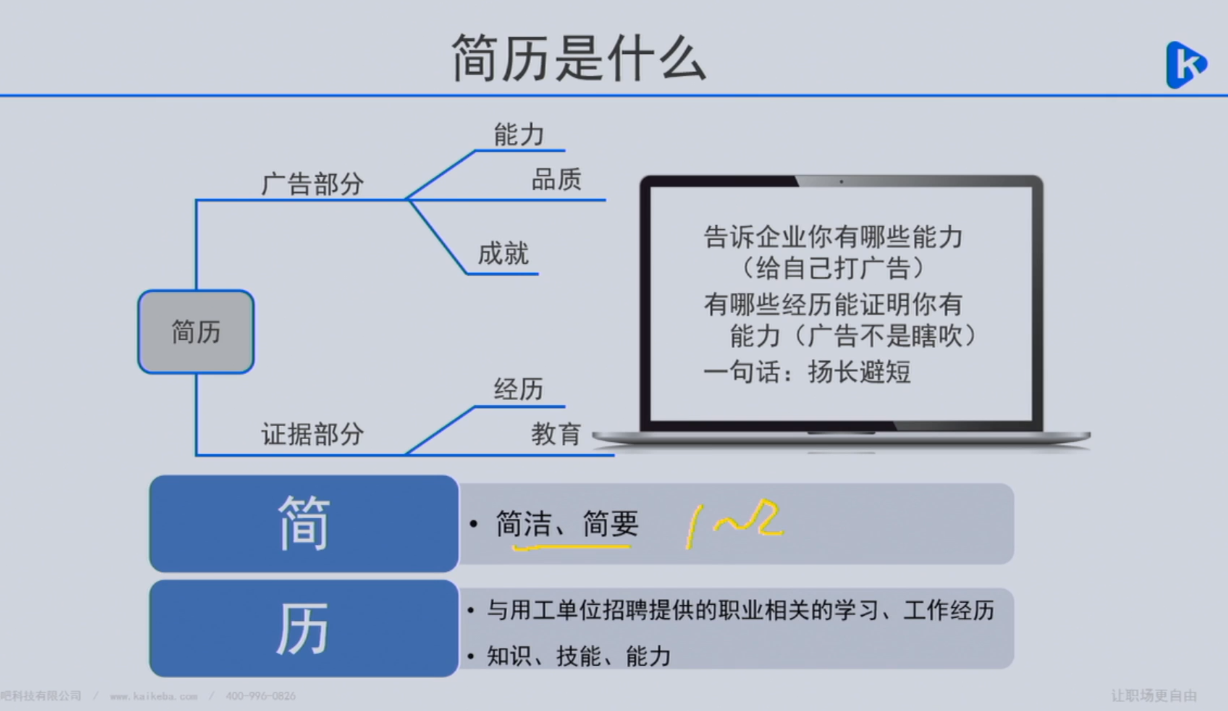 简历是什么
k
能力
广告部分
品质
成就
简历
经历
证据部分
教育
告诉企业你有哪些能力
（给自己打广告）
有哪些经历能证明你有
能力（广告不是瞎吹）
一句话：扬长避短
简
• 简洁、简要 1~2
历
• 与用工单位招聘提供的职业相关的学习、工作经历
• 知识、技能、能力
吧科技有限公司 / www.kaikeba.com / 400-996-0826
让职场更自由